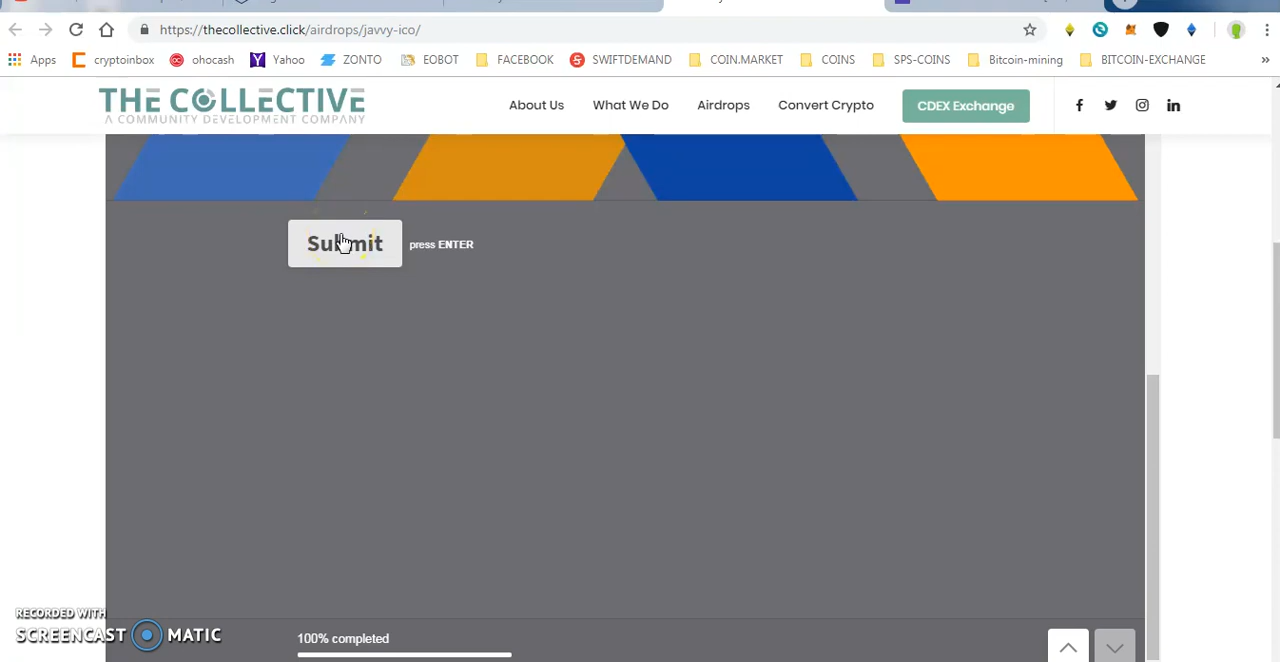 https://thecollective.click/airdrops/javvy-ico/
Apps cryptoinbox ohocash Yahoo ZONTO EOBOT FACEBOOK SWIFTDEMAND COIN.MARKET COINS SPS-COINS Bitcoin-mining BITCOIN-EXCHANGE »
THE COLLECTIVE
A COMMUNITY DEVELOPMENT COMPANY
About Us What We Do Airdrops Convert Crypto CDEX Exchange
Submit press ENTER
RECORDED WITH
SCREENCAST MATIC
100% completed